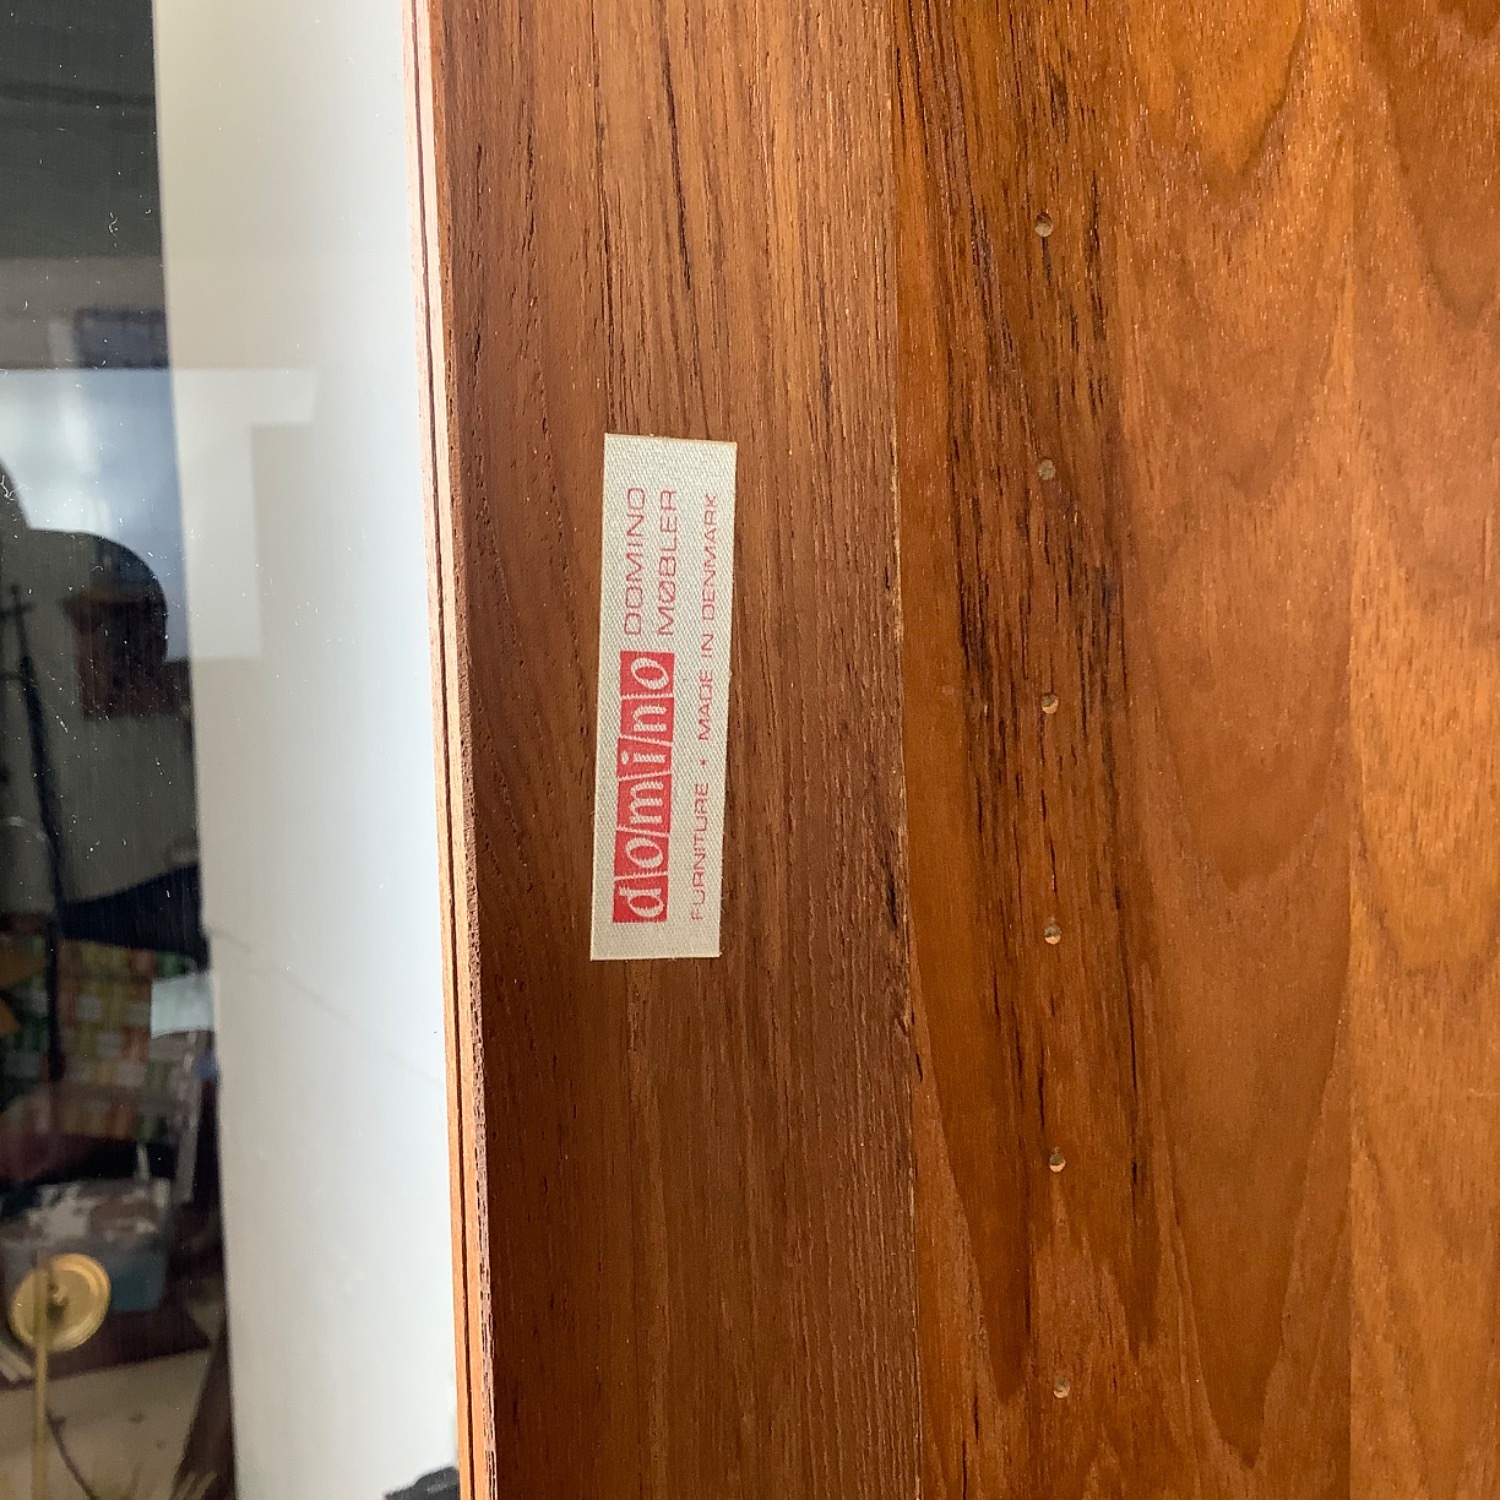 domino DOMINO
MØBLER
FURNITURE • MADE IN DENMARK